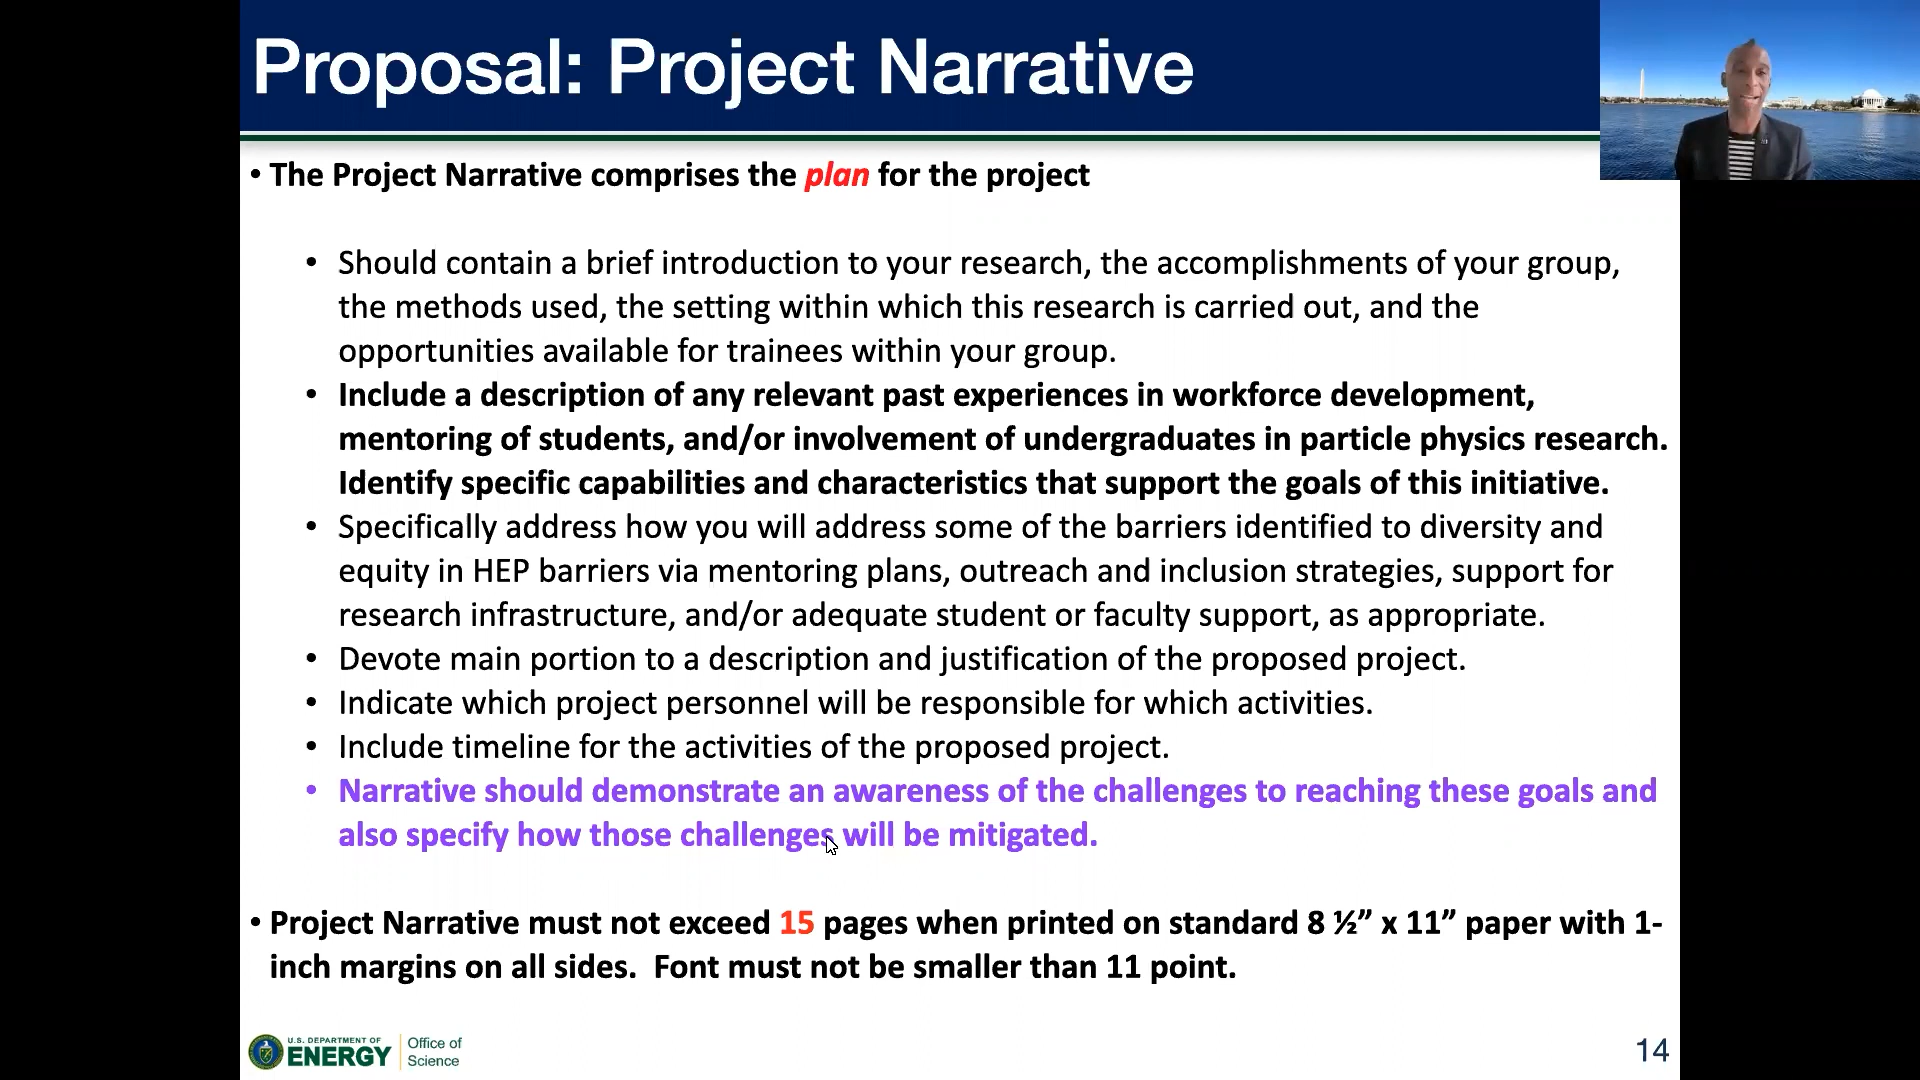 Proposal: Project Narrative
• The Project Narrative comprises the plan for the project
• Should contain a brief introduction to your research, the accomplishments of your group,
the methods used, the setting within which this research is carried out, and the
opportunities available for trainees within your group.
• Include a description of any relevant past experiences in workforce development,
mentoring of students, and/or involvement of undergraduates in particle physics research.
Identify specific capabilities and characteristics that support the goals of this initiative.
• Specifically address how you will address some of the barriers identified to diversity and
equity in HEP barriers via mentoring plans, outreach and inclusion strategies, support for
research infrastructure, and/or adequate student or faculty support, as appropriate.
• Devote main portion to a description and justification of the proposed project.
• Indicate which project personnel will be responsible for which activities.
• Include timeline for the activities of the proposed project.
• Narrative should demonstrate an awareness of the challenges to reaching these goals and
also specify how those challenges will be mitigated.
• Project Narrative must not exceed 15 pages when printed on standard 8 ½” x 11” paper with 1-
inch margins on all sides.  Font must not be smaller than 11 point.
U.S. DEPARTMENT OF
ENERGY
Office of
Science
14